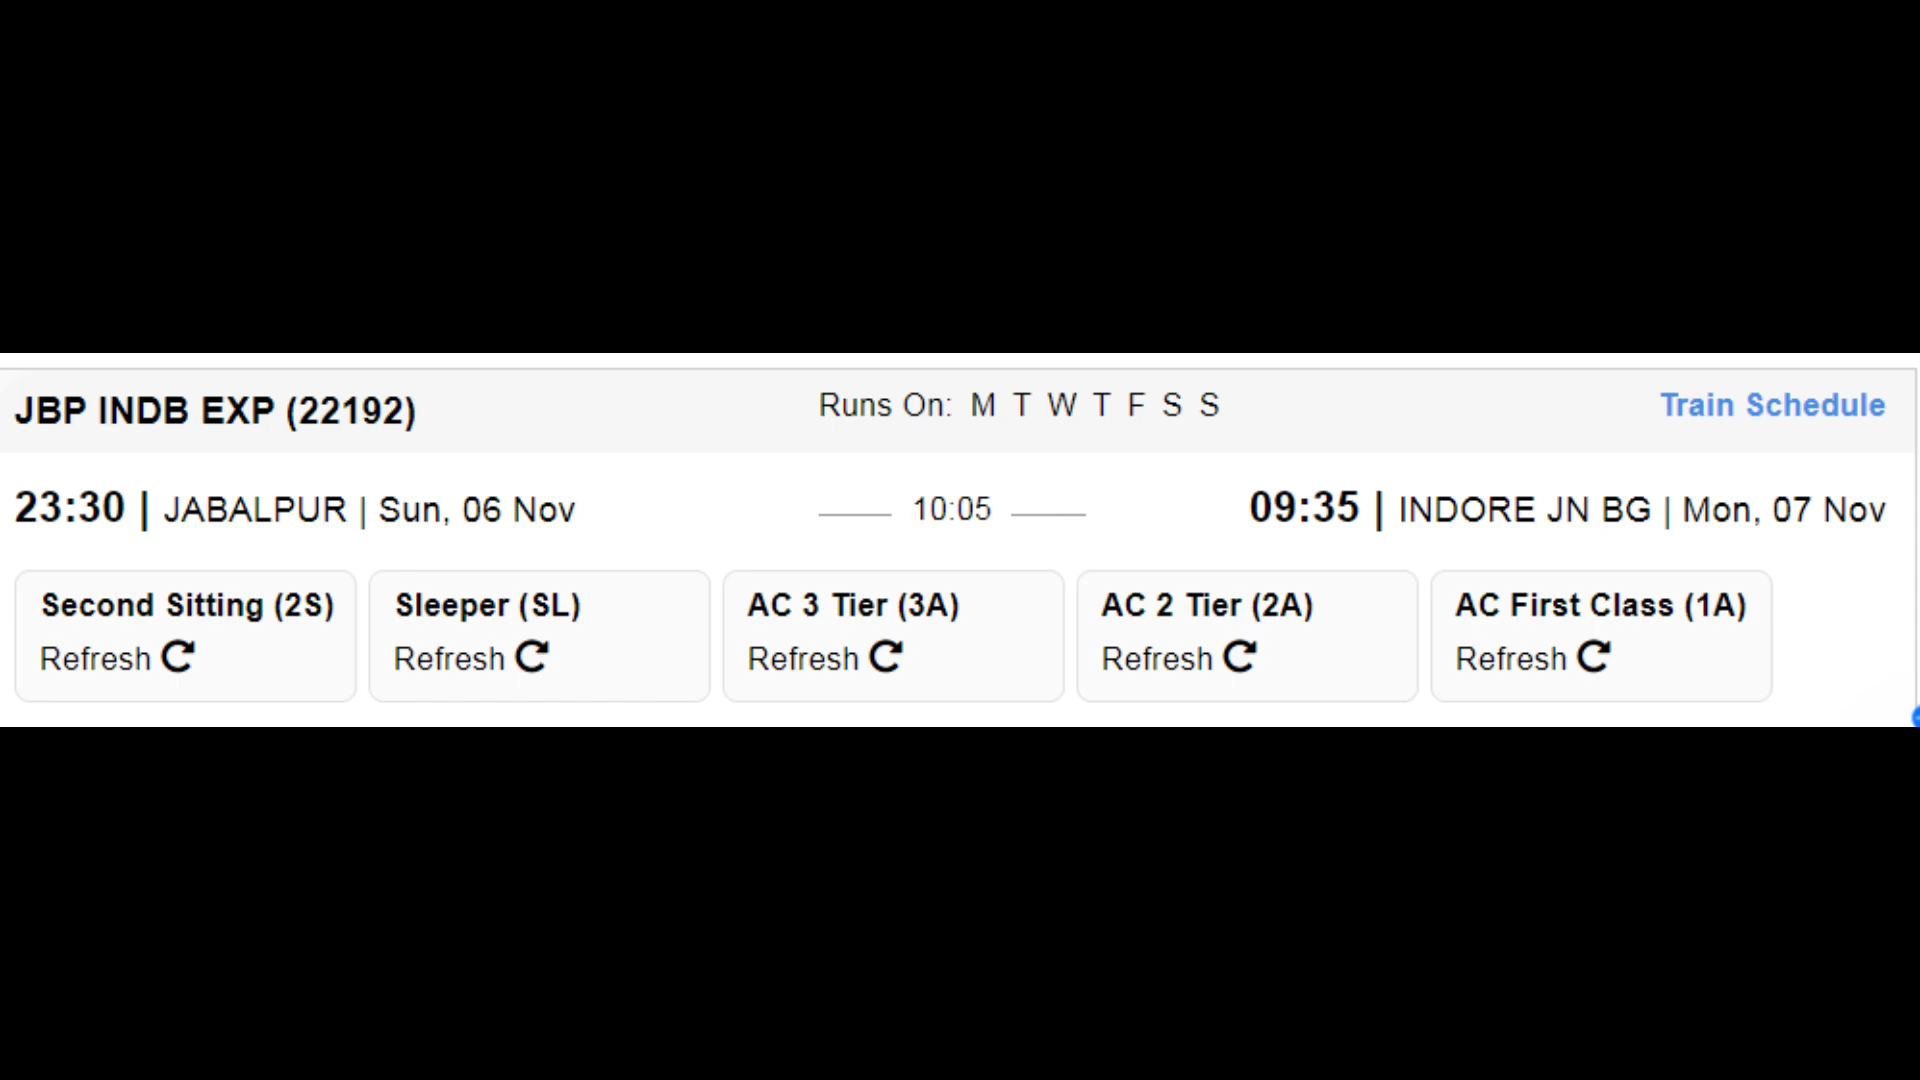 JBP INDB EXP (22192) Runs On: M T W T F S S Train Schedule
23:30 | JABALPUR | Sun, 06 Nov 10:05 09:35 | INDORE JN BG | Mon, 07 Nov
Second Sitting (2S) Sleeper (SL) AC 3 Tier (3A) AC 2 Tier (2A) AC First Class (1A)
Refresh Refresh Refresh Refresh Refresh